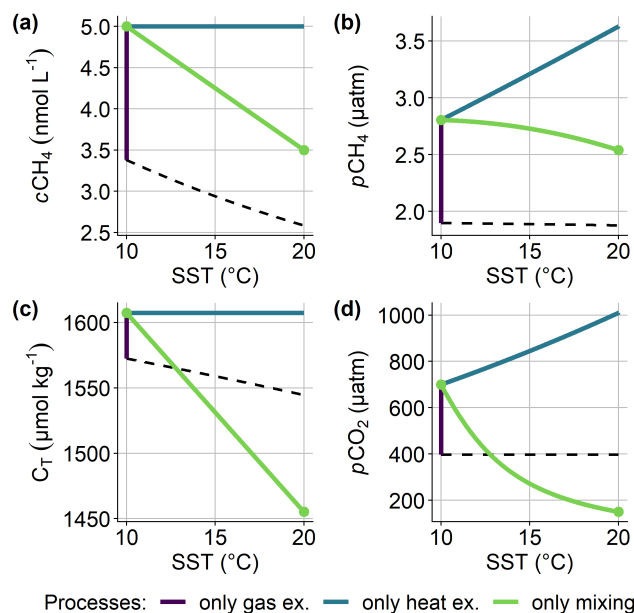 (a)
5.0
4.5
4.0
3.5
3.0
2.5
cCH4 (nmol L-1)
10 15 20
SST (°C)
(b)
3.5
3.0
2.5
2.0
pCH4 (µatm)
10 15 20
SST (°C)
(c)
1600
1550
1500
1450
CT (µmol kg-1)
10 15 20
SST (°C)
(d)
1000
800
600
400
200
pCO2 (µatm)
10 15 20
SST (°C)
Processes: only gas ex. only heat ex. only mixing